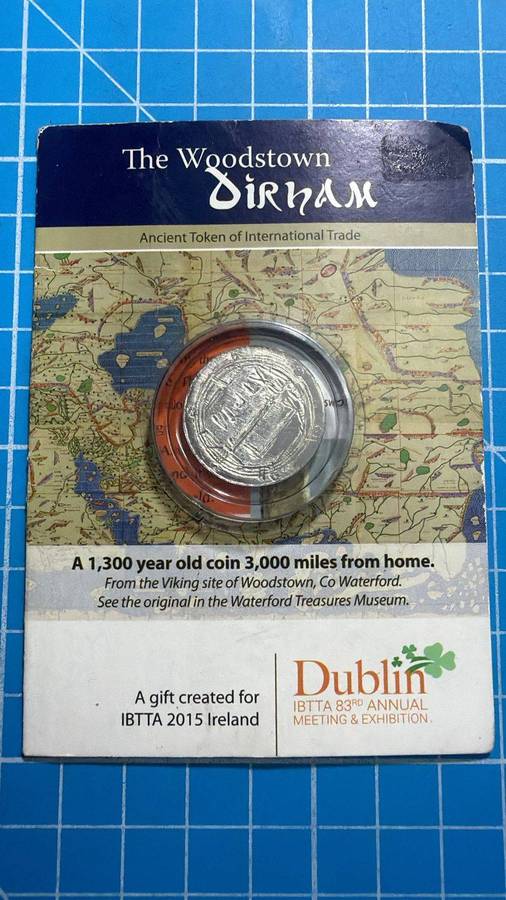 The Woodstown
Dirham
Ancient Token of International Trade
A 1,300 year old coin 3,000 miles from home.
From the Viking site of Woodstown, Co Waterford.
See the original in the Waterford Treasures Museum.
A gift created for
IBTTA 2015 Ireland
Dublin
IBTTA 83RD ANNUAL
MEETING & EXHIBITION